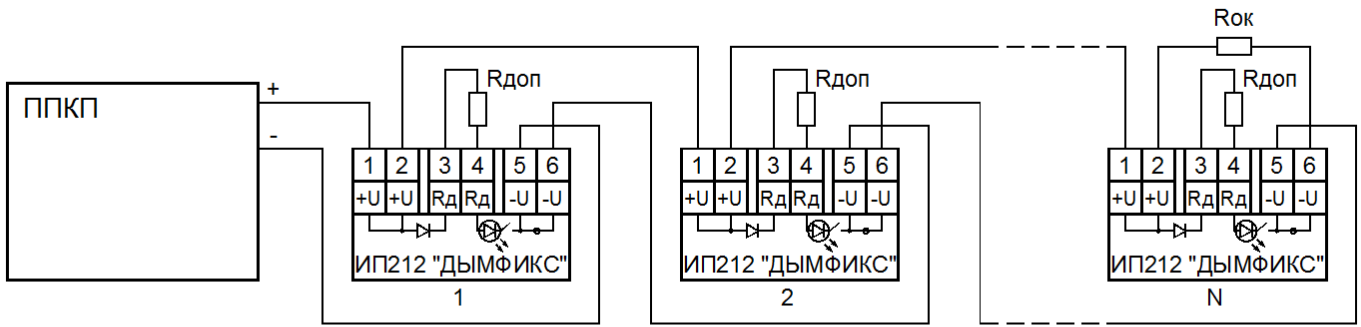 Rок
Rдоп Rдоп Rдоп
+
ППКП
-
1 2 3 4 5 6 1 2 3 4 5 6 1 2 3 4 5 6
+U +U Rд Rд -U -U +U +U Rд Rд -U -U +U +U Rд Rд -U -U
ИП212 "ДЫМФИКС" ИП212 "ДЫМФИКС" ИП212 "ДЫМФИКС"
1 2 N